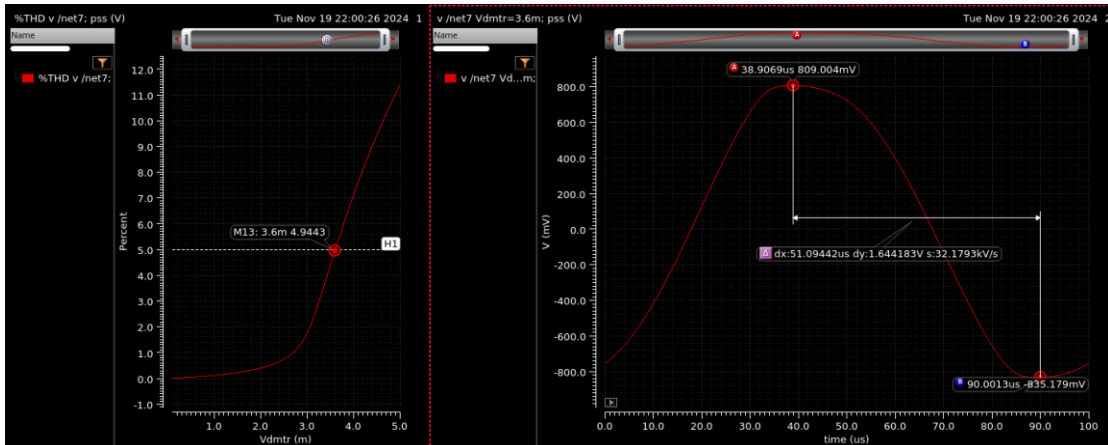 %THD v /net7; pss (V)
Tue Nov 19 22:00:26 2024 1
Name
%THD v /net7;
12.0
11.0
10.0
9.0
8.0
7.0
6.0
5.0
4.0
3.0
2.0
1.0
0.0
-1.0
Percent
M13: 3.6m 4.9443
H1
0.0
1.0
2.0
3.0
4.0
5.0
Vdmtr (m)
v /net7 Vdmtr=3.6m; pss (V)
Tue Nov 19 22:00:26 2024 2
Name
v /net7 Vd...m;
A
B
A 38.9069us 809.004mV
800.0
600.0
400.0
200.0
0.0
-200.0
-400.0
-600.0
-800.0
V (mV)
Δ dx:51.09442us dy:1.644183V s:32.1793kV/s
B 90.0013us -835.179mV
0.0
10.0
20.0
30.0
40.0
50.0
60.0
70.0
80.0
90.0
100
time (us)